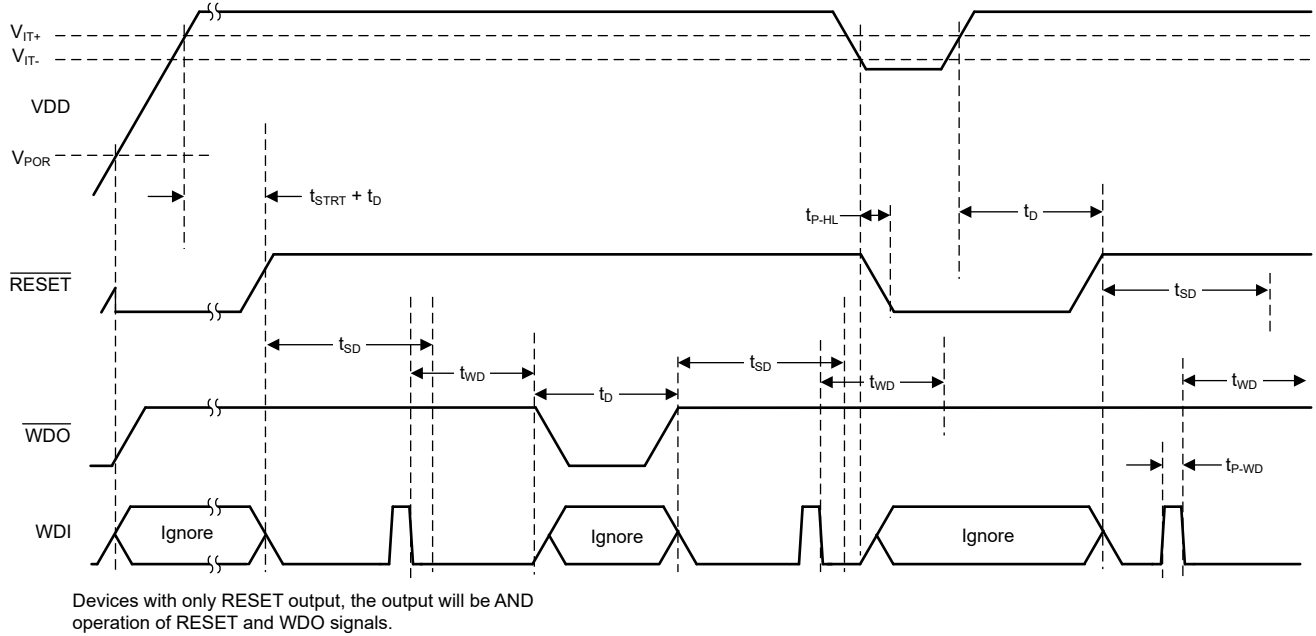 V_IT+
V_IT-
VDD
V_POR
t_STRT + t_D
t_P-HL
t_D
RESET
t_SD
t_SD
t_SD
t_WD
t_D
t_WD
t_WD
WDO
t_P-WD
WDI
Ignore
Ignore
Ignore
Devices with only RESET output, the output will be AND
operation of RESET and WDO signals.